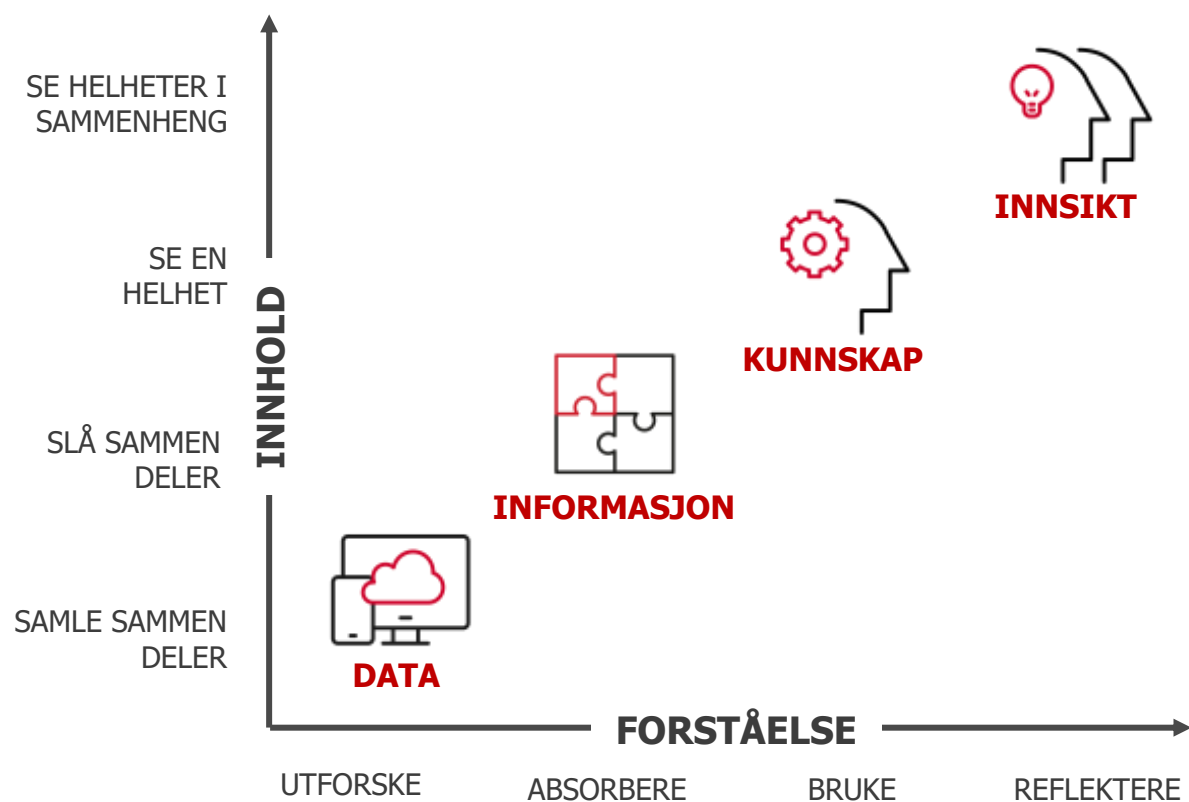 SE HELHETER I
SAMMENHENG
INNSIKT
SE EN
HELHET
KUNNSKAP
INNHOLD
SLÅ SAMMEN
DELER
INFORMASJON
SAMLE SAMMEN
DELER
DATA
FORSTÅELSE
UTFORSKE
ABSORBERE
BRUKE
REFLEKTERE